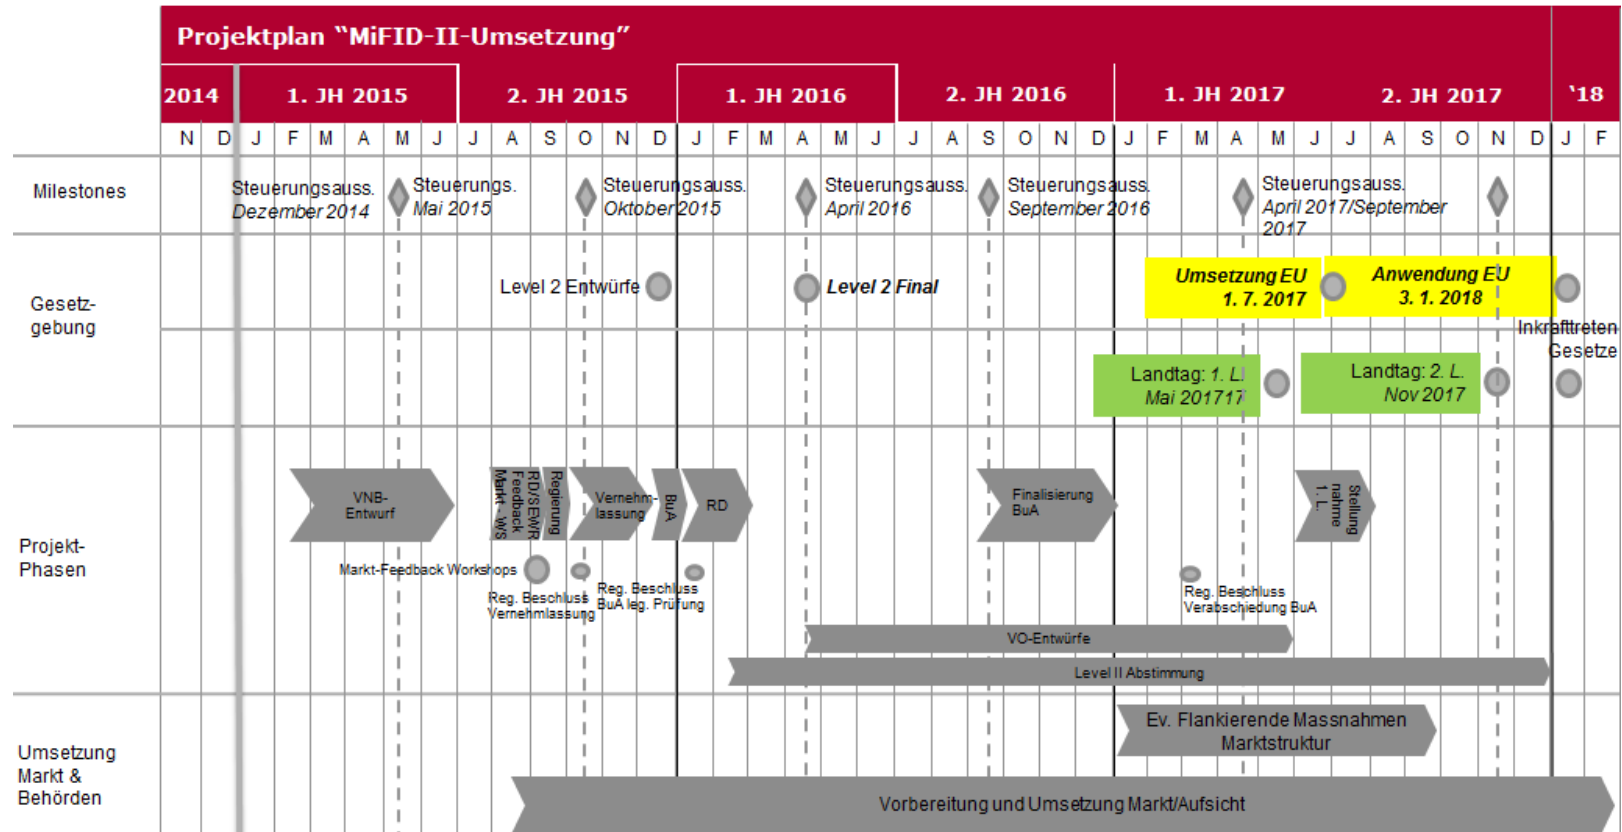 Projektplan “MiFID-II-Umsetzung”
2014 1. JH 2015 2. JH 2015 1. JH 2016 2. JH 2016 1. JH 2017 2. JH 2017 ‘18
N D J F M A M J J A S O N D J F M A M J J A S O N D J F M A M J J A S O N D J F
Milestones
Steuerungsauss.
Dezember 2014
Steuerungs.
Mai 2015
Steuerungsauss.
Oktober 2015
Steuerungsauss.
April 2016
Steuerungsauss.
September 2016
Steuerungsauss.
April 2017/September
2017
Gesetz-
gebung
Level 2 Entwürfe
Level 2 Final
Umsetzung EU
1. 7. 2017
Anwendung EU
3. 1. 2018
Inkrafttreten
Gesetze
Landtag: 1. L.
Mai 201717
Landtag: 2. L.
Nov 2017
Projekt-
Phasen
VNB-
Entwurf
Markt - WS
Feedback
RD/SEWR
Regierung
Vernehm-
lassung
BuA
RD
Finalisierung
BuA
Stellung
nahme
1. L.
Markt-Feedback Workshops
Reg. Beschluss
Vernehmlassung
Reg. Beschluss
BuA leg. Prüfung
Reg. Beschluss
Verabschiedung BuA
VO-Entwürfe
Level II Abstimmung
Umsetzung
Markt &
Behörden
Ev. Flankierende Massnahmen
Marktstruktur
Vorbereitung und Umsetzung Markt/Aufsicht